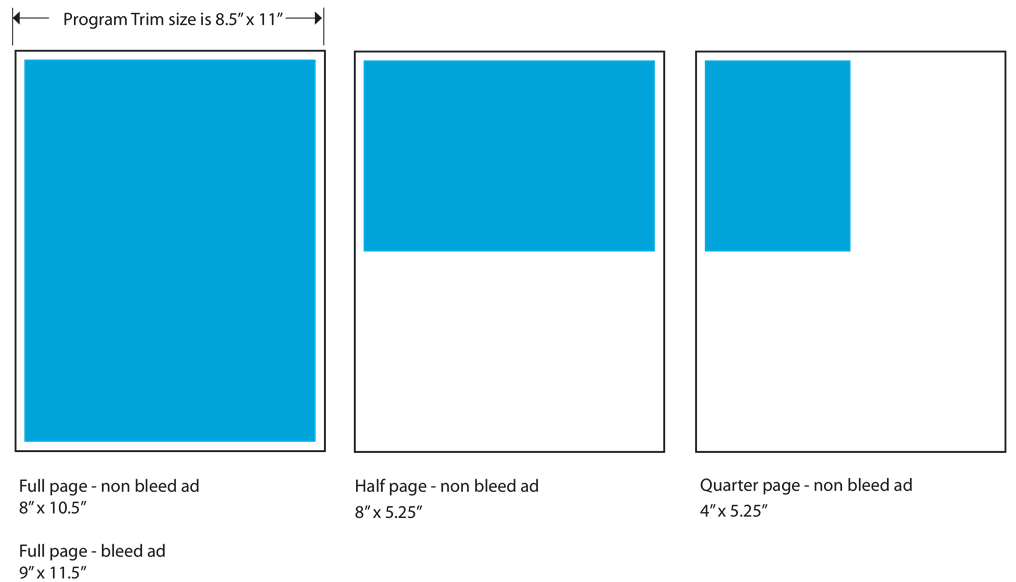 Program Trim size is 8.5” x 11”
Full page - non bleed ad
8” x 10.5”
Full page - bleed ad
9” x 11.5”
Half page - non bleed ad
8” x 5.25”
Quarter page - non bleed ad
4” x 5.25”